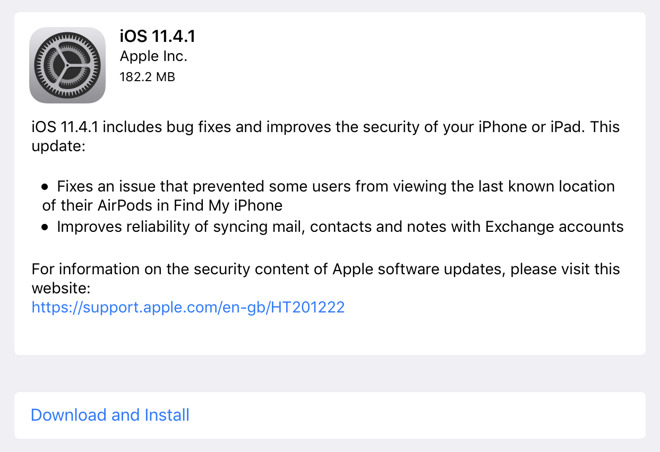 iOS 11.4.1
Apple Inc.
182.2 MB
iOS 11.4.1 includes bug fixes and improves the security of your iPhone or iPad. This
update:
● Fixes an issue that prevented some users from viewing the last known location
of their AirPods in Find My iPhone
● Improves reliability of syncing mail, contacts and notes with Exchange accounts
For information on the security content of Apple software updates, please visit this
website:
https://support.apple.com/en-gb/HT201222
Download and Install